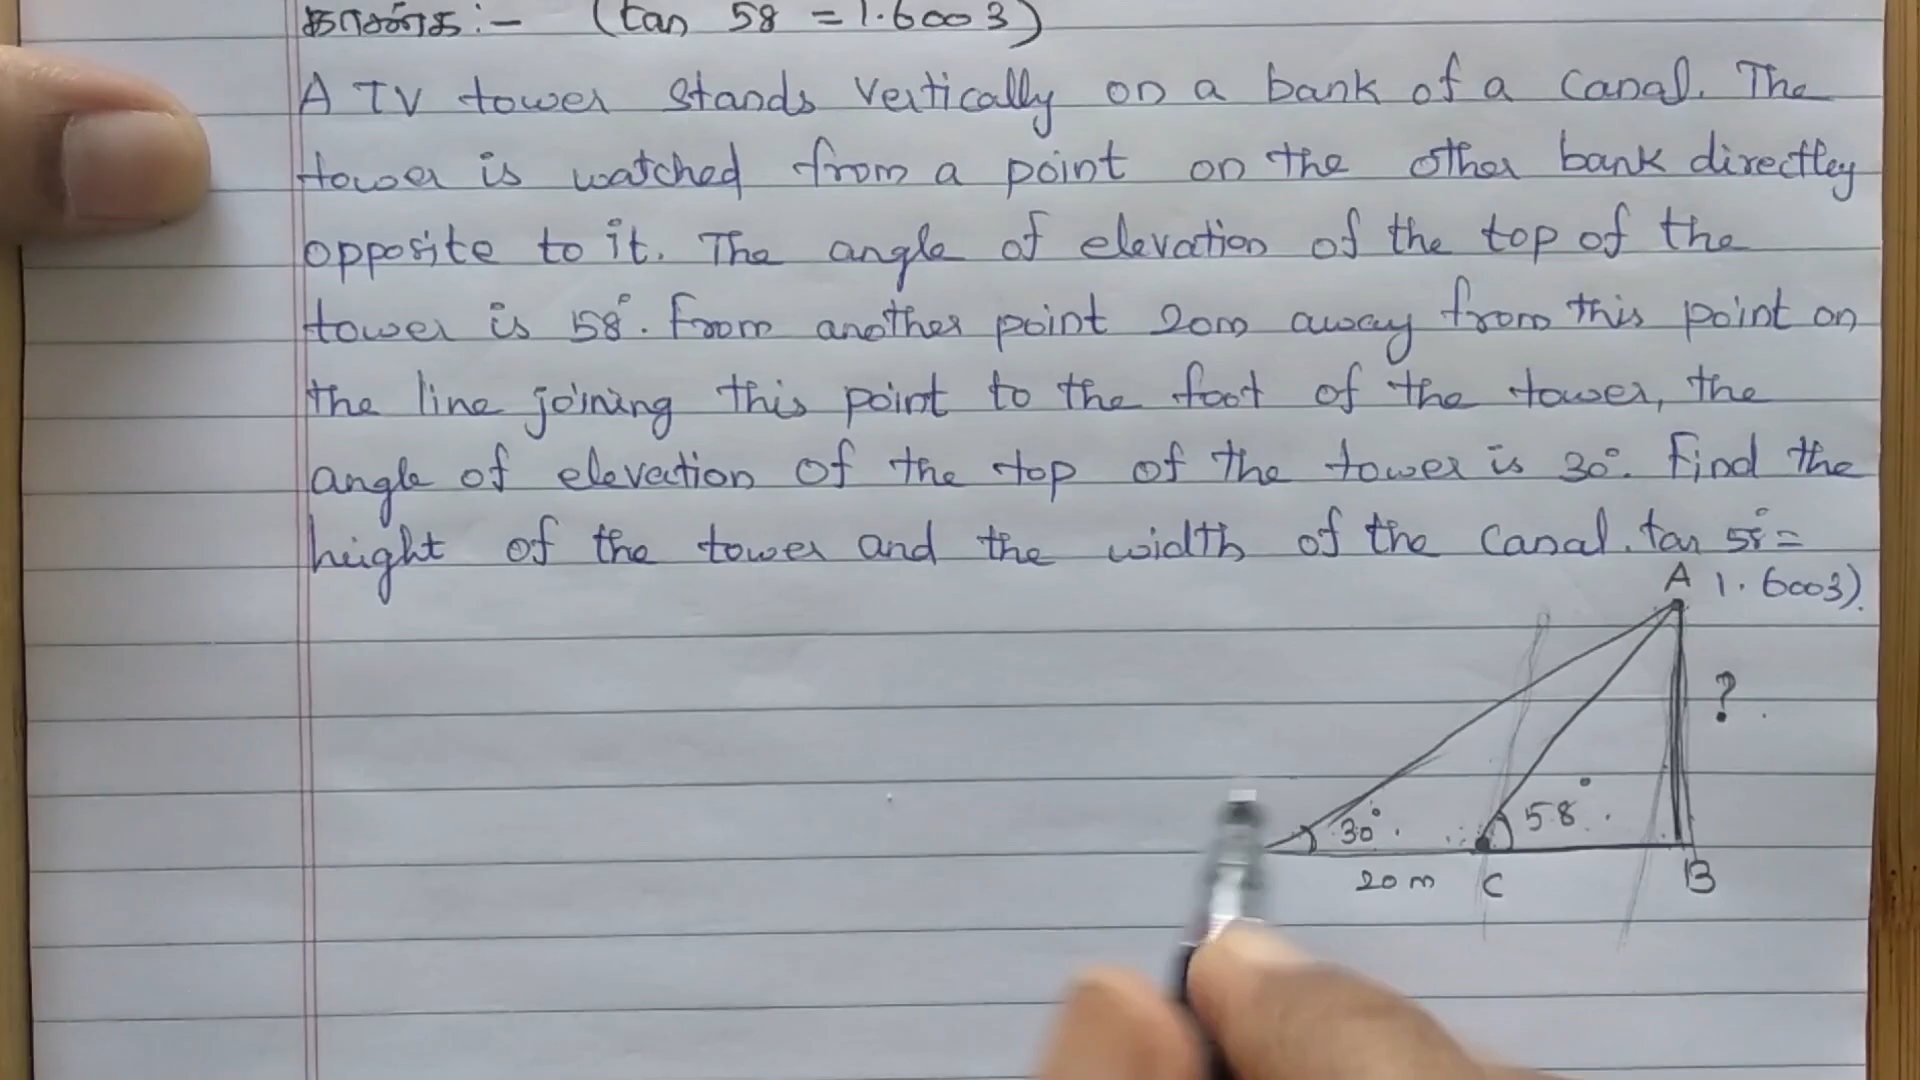 காண்க:- (tan 58 = 1.6003)
A TV tower stands vertically on a bank of a canal. The
tower is watched from a point on the other bank directley
opposite to it. The angle of elevation of the top of the
tower is 58°. From another point 20m away from this point on
the line joining this point to the foot of the tower, the
angle of elevation of the top of the tower is 30°. Find the
height of the tower and the width of the canal. tan 58° =
A 1.6003).
?
30° 58°
20 m C B